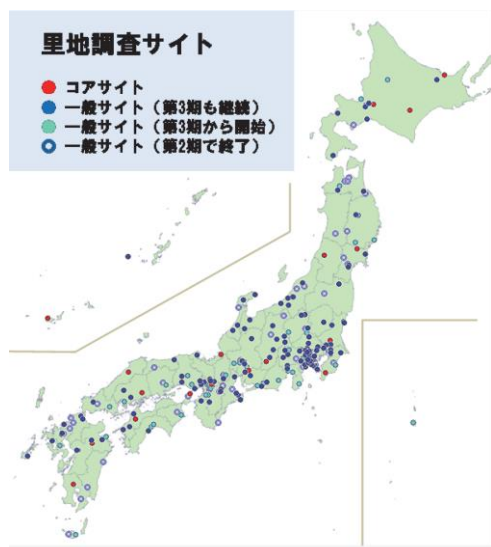 里地調査サイト
コアサイト
一般サイト（第3期も継続）
一般サイト（第3期から開始）
一般サイト（第2期で終了）